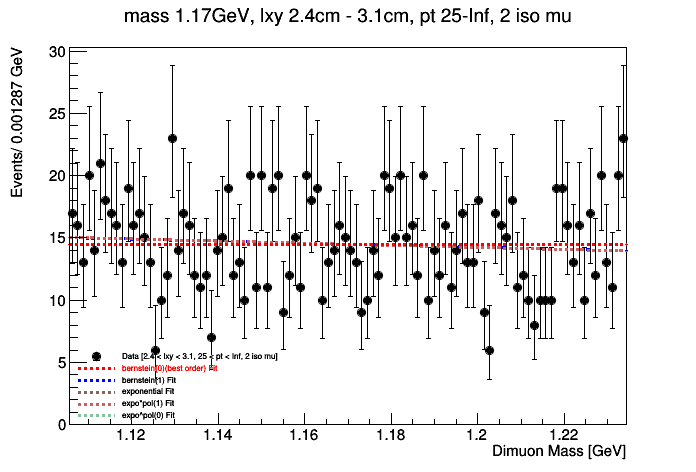 mass 1.17GeV, lxy 2.4cm - 3.1cm, pt 25-Inf, 2 iso mu
Events/ 0.001287 GeV
30
25
20
15
10
5
0
Data [2.4 < lxy < 3.1, 25 < pt < Inf, 2 iso mu]
bernstein(0)(best order) Fit
bernstein(1) Fit
exponential Fit
expo*pol(1) Fit
expo*pol(0) Fit
1.12 1.14 1.16 1.18 1.2 1.22
Dimuon Mass [GeV]